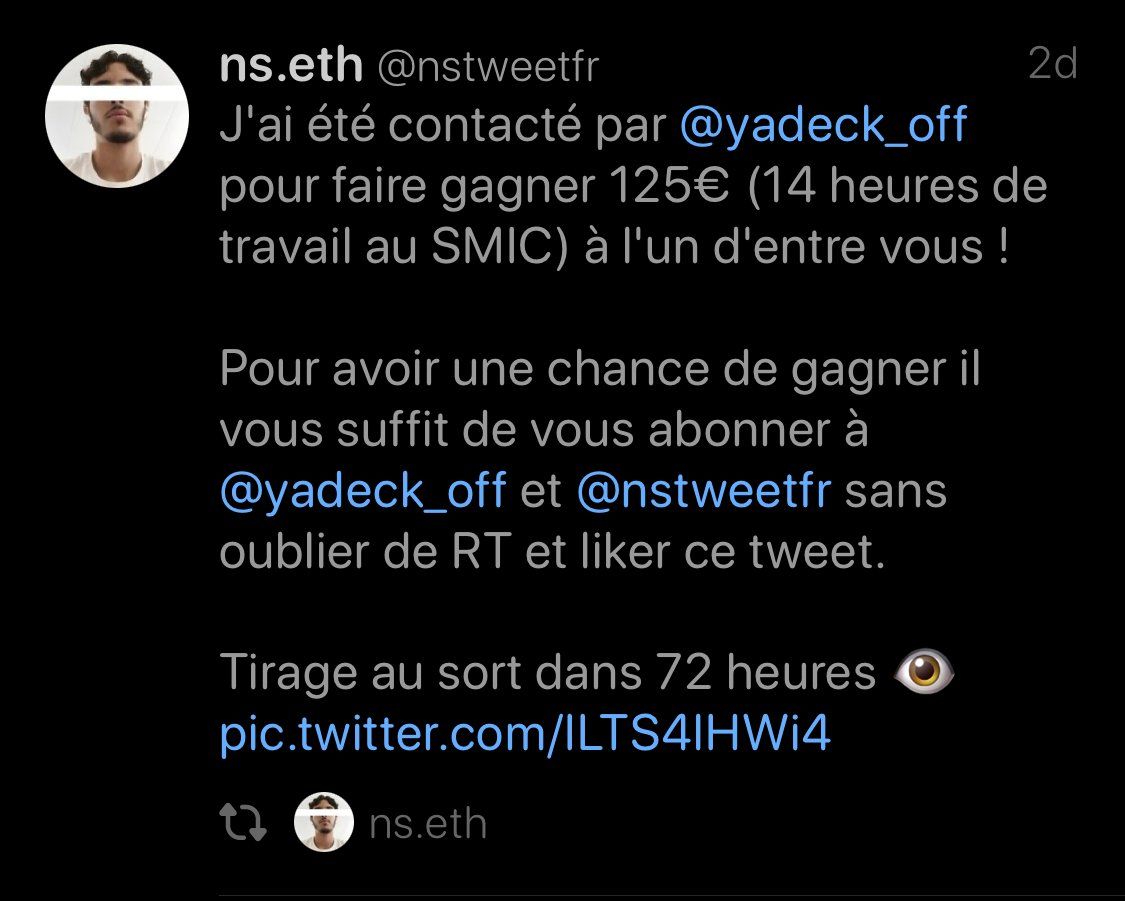 ns.eth @nstweetfr 2d
J'ai été contacté par @yadeck_off
pour faire gagner 125€ (14 heures de
travail au SMIC) à l'un d'entre vous !
Pour avoir une chance de gagner il
vous suffit de vous abonner à
@yadeck_off et @nstweetfr sans
oublier de RT et liker ce tweet.
Tirage au sort dans 72 heures 👁️
pic.twitter.com/ILTS4IHWi4
ns.eth